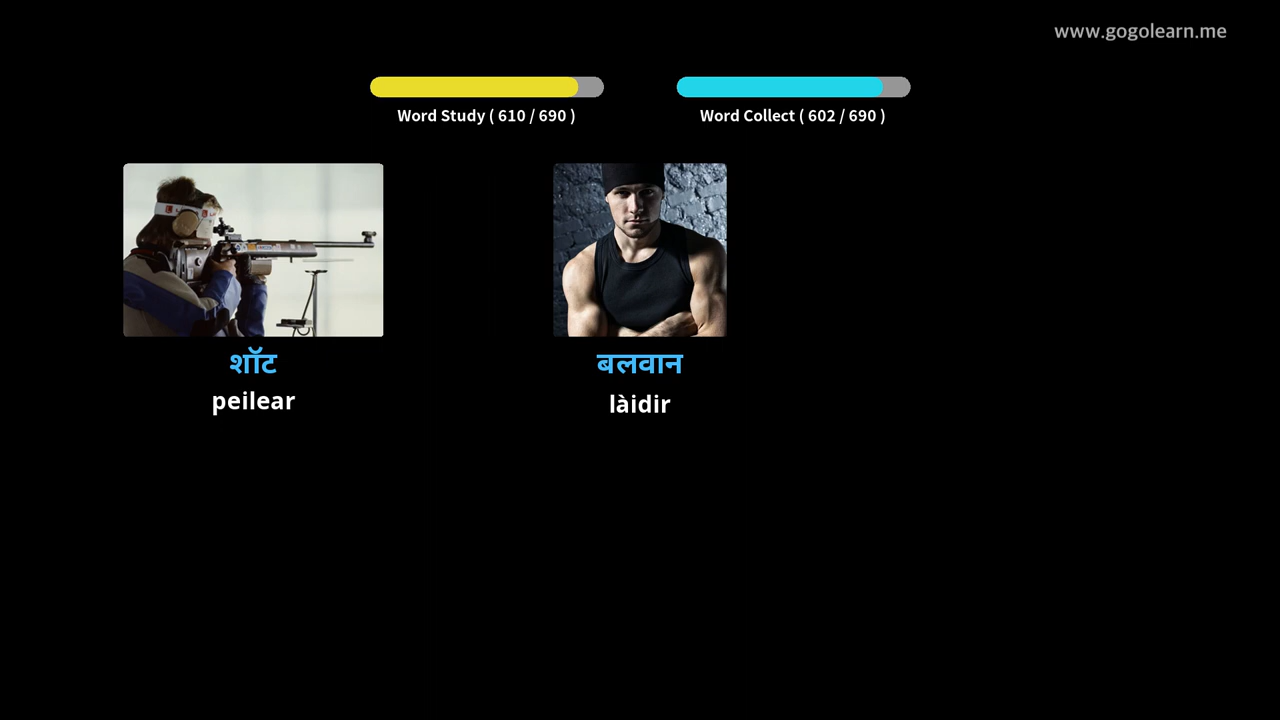 www.gogolearn.me
Word Study ( 610 / 690 )
Word Collect ( 602 / 690 )
शॉट
peilear
बलवान
làidir